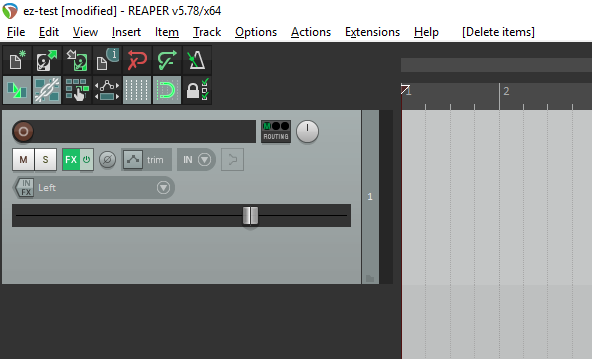 ez-test [modified] - REAPER v5.78/x64
File Edit View Insert Item Track Options Actions Extensions Help [Delete items]
1 2
M ROUTING
M S FX trim IN
IN FX Left
1